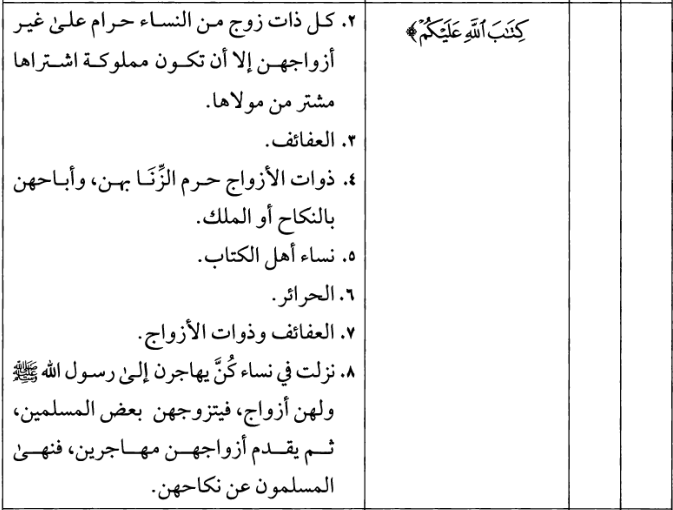 كِتَٰبَ ٱللَّهِ عَلَيْكُمْ﴾
٢. كل ذات زوج من النساء حرام علىٰ غير
أزواجهن إلا أن تكون مملوكة اشتراها
مشتر من مولاها.
٣. العفائف.
٤. ذوات الأزواج حرم الزِّنَا بهن، وأباحهن
بالنكاح أو الملك.
٥. نساء أهل الكتاب.
٦. الحرائر.
٧. العفائف وذوات الأزواج.
٨. نزلت في نساء كُنَّ يهاجرن إلىٰ رسول الله ﷺ
ولهن أزواج، فيتزوجهن بعض المسلمين،
ثم يقدم أزواجهن مهاجرين، فنهىٰ
المسلمون عن نكاحهن.